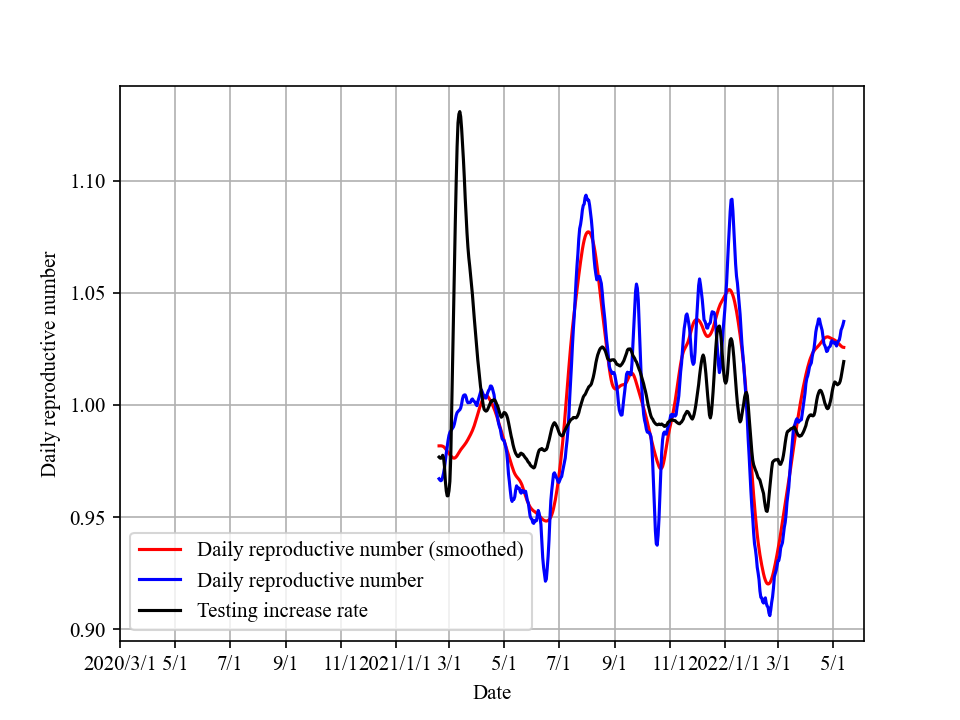 Daily reproductive number
1.10
1.05
1.00
0.95
0.90
Daily reproductive number (smoothed)
Daily reproductive number
Testing increase rate
2020/3/1 5/1 7/1 9/1 11/1 2021/1/1 3/1 5/1 7/1 9/1 11/1 2022/1/1 3/1 5/1
Date